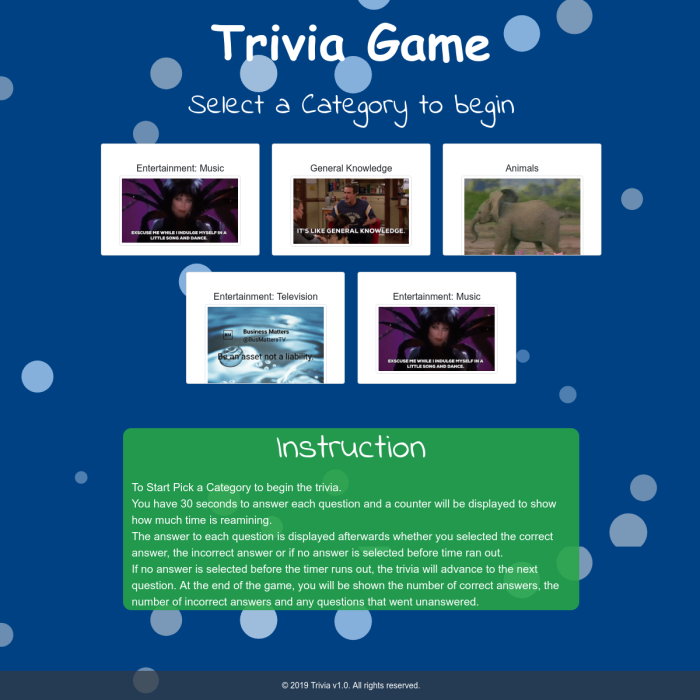 Trivia Game
Select a Category to begin
Entertainment: Music
EXSCUSE ME WHILE I INDULGE MYSELF IN A
LITTLE SONG AND DANCE.
General Knowledge
IT'S LIKE GENERAL KNOWLEDGE.
Animals
Entertainment: Television
BM
Business Matters
@BusMattersTV
Be an asset not a liability.
Entertainment: Music
EXSCUSE ME WHILE I INDULGE MYSELF IN A
LITTLE SONG AND DANCE.
Instruction
To Start Pick a Category to begin the trivia.
You have 30 seconds to answer each question and a counter will be displayed to show
how much time is reamining.
The answer to each question is displayed afterwards whether you selected the correct
answer, the incorrect answer or if no answer is selected before time ran out.
If no answer is selected before the timer runs out, the trivia will advance to the next
question. At the end of the game, you will be shown the number of correct answers, the
number of incorrect answers and any questions that went unanswered.
© 2019 Trivia v1.0. All rights reserved.